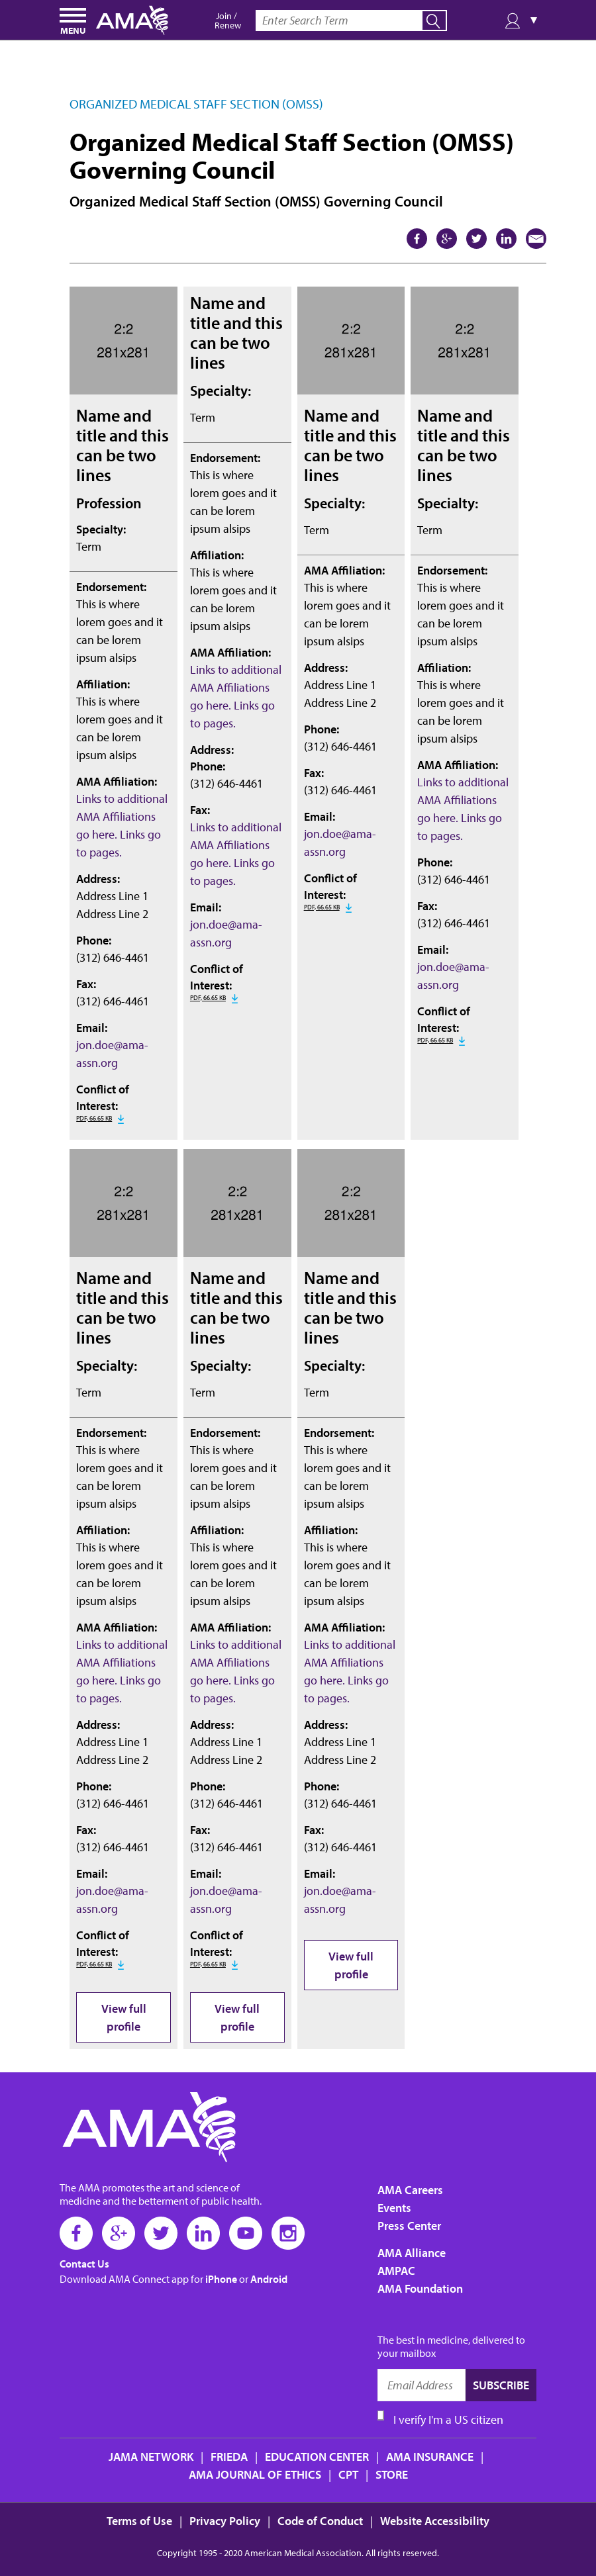 MENU
AMA
Join /
Renew
Enter Search Term
ORGANIZED MEDICAL STAFF SECTION (OMSS)
Organized Medical Staff Section (OMSS)
Governing Council
Organized Medical Staff Section (OMSS) Governing Council
2:2
281x281
Name and
title and this
can be two
lines
Profession
Specialty:
Term
Endorsement:
This is where
lorem goes and it
can be lorem
ipsum alsips
Affiliation:
This is where
lorem goes and it
can be lorem
ipsum alsips
AMA Affiliation:
Links to additional
AMA Affiliations
go here. Links go
to pages.
Address:
Address Line 1
Address Line 2
Phone:
(312) 646-4461
Fax:
(312) 646-4461
Email:
jon.doe@ama-
assn.org
Conflict of
Interest:
PDF, 66.65 KB
Name and
title and this
can be two
lines
Specialty:
Term
Endorsement:
This is where
lorem goes and it
can be lorem
ipsum alsips
Affiliation:
This is where
lorem goes and it
can be lorem
ipsum alsips
AMA Affiliation:
Links to additional
AMA Affiliations
go here. Links go
to pages.
Address:
Phone:
(312) 646-4461
Fax:
Links to additional
AMA Affiliations
go here. Links go
to pages.
Email:
jon.doe@ama-
assn.org
Conflict of
Interest:
PDF, 66.65 KB
2:2
281x281
Name and
title and this
can be two
lines
Specialty:
Term
AMA Affiliation:
This is where
lorem goes and it
can be lorem
ipsum alsips
Address:
Address Line 1
Address Line 2
Phone:
(312) 646-4461
Fax:
(312) 646-4461
Email:
jon.doe@ama-
assn.org
Conflict of
Interest:
PDF, 66.65 KB
2:2
281x281
Name and
title and this
can be two
lines
Specialty:
Term
Endorsement:
This is where
lorem goes and it
can be lorem
ipsum alsips
Affiliation:
This is where
lorem goes and it
can be lorem
ipsum alsips
AMA Affiliation:
Links to additional
AMA Affiliations
go here. Links go
to pages.
Phone:
(312) 646-4461
Fax:
(312) 646-4461
Email:
jon.doe@ama-
assn.org
Conflict of
Interest:
PDF, 66.65 KB
2:2
281x281
Name and
title and this
can be two
lines
Specialty:
Term
Endorsement:
This is where
lorem goes and it
can be lorem
ipsum alsips
Affiliation:
This is where
lorem goes and it
can be lorem
ipsum alsips
AMA Affiliation:
Links to additional
AMA Affiliations
go here. Links go
to pages.
Address:
Address Line 1
Address Line 2
Phone:
(312) 646-4461
Fax:
(312) 646-4461
Email:
jon.doe@ama-
assn.org
Conflict of
Interest:
PDF, 66.65 KB
View full
profile
2:2
281x281
Name and
title and this
can be two
lines
Specialty:
Term
Endorsement:
This is where
lorem goes and it
can be lorem
ipsum alsips
Affiliation:
This is where
lorem goes and it
can be lorem
ipsum alsips
AMA Affiliation:
Links to additional
AMA Affiliations
go here. Links go
to pages.
Address:
Address Line 1
Address Line 2
Phone:
(312) 646-4461
Fax:
(312) 646-4461
Email:
jon.doe@ama-
assn.org
Conflict of
Interest:
PDF, 66.65 KB
View full
profile
2:2
281x281
Name and
title and this
can be two
lines
Specialty:
Term
Endorsement:
This is where
lorem goes and it
can be lorem
ipsum alsips
Affiliation:
This is where
lorem goes and it
can be lorem
ipsum alsips
AMA Affiliation:
Links to additional
AMA Affiliations
go here. Links go
to pages.
Address:
Address Line 1
Address Line 2
Phone:
(312) 646-4461
Fax:
(312) 646-4461
Email:
jon.doe@ama-
assn.org
View full
profile
AMA
The AMA promotes the art and science of
medicine and the betterment of public health.
Contact Us
Download AMA Connect app for iPhone or Android
AMA Careers
Events
Press Center
AMA Alliance
AMPAC
AMA Foundation
The best in medicine, delivered to
your mailbox
Email Address
SUBSCRIBE
I verify I'm a US citizen
JAMA NETWORK | FRIEDA | EDUCATION CENTER | AMA INSURANCE |
AMA JOURNAL OF ETHICS | CPT | STORE
Terms of Use | Privacy Policy | Code of Conduct | Website Accessibility
Copyright 1995 - 2020 American Medical Association. All rights reserved.